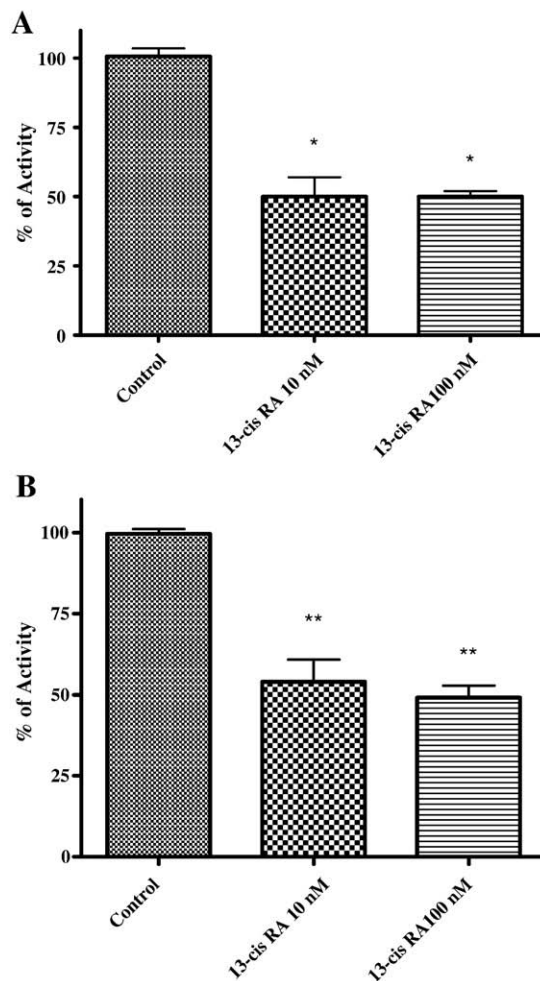 A
% of Activity
100
75
50
25
0
*
*
Control
13-cis RA 10 nM
13-cis RA100 nM
B
% of Activity
100
75
50
25
0
**
**
Control
13-cis RA 10 nM
13-cis RA100 nM